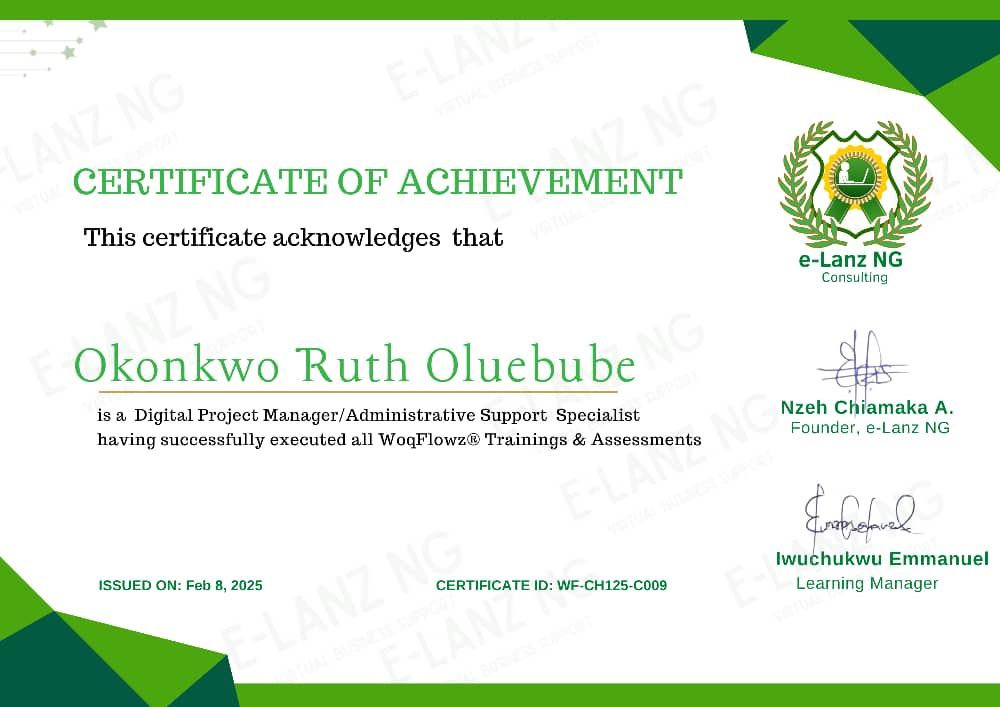 CERTIFICATE OF ACHIEVEMENT
This certificate acknowledges that
Okonkwo Ruth Oluebube
is a Digital Project Manager/Administrative Support Specialist
having successfully executed all WoqFlowz® Trainings & Assessments
ISSUED ON: Feb 8, 2025
CERTIFICATE ID: WF-CH125-C009
e-Lanz NG
Consulting
Nzeh Chiamaka A.
Founder, e-Lanz NG
Iwuchukwu Emmanuel
Learning Manager
E-LANZ NG
VIRTUAL BUSINESS SUPPORT